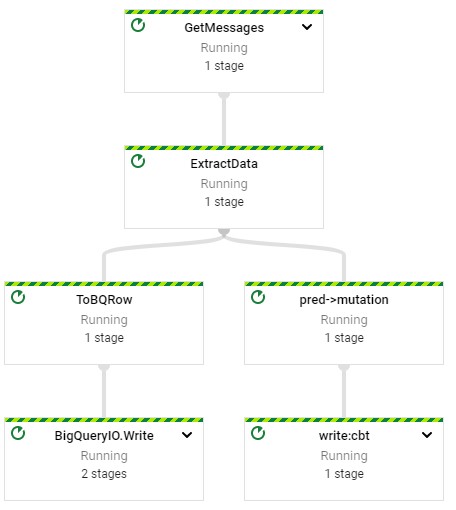 GetMessages
Running
1 stage
ExtractData
Running
1 stage
ToBQRow
Running
1 stage
pred->mutation
Running
1 stage
BigQueryIO.Write
Running
2 stages
write:cbt
Running
1 stage